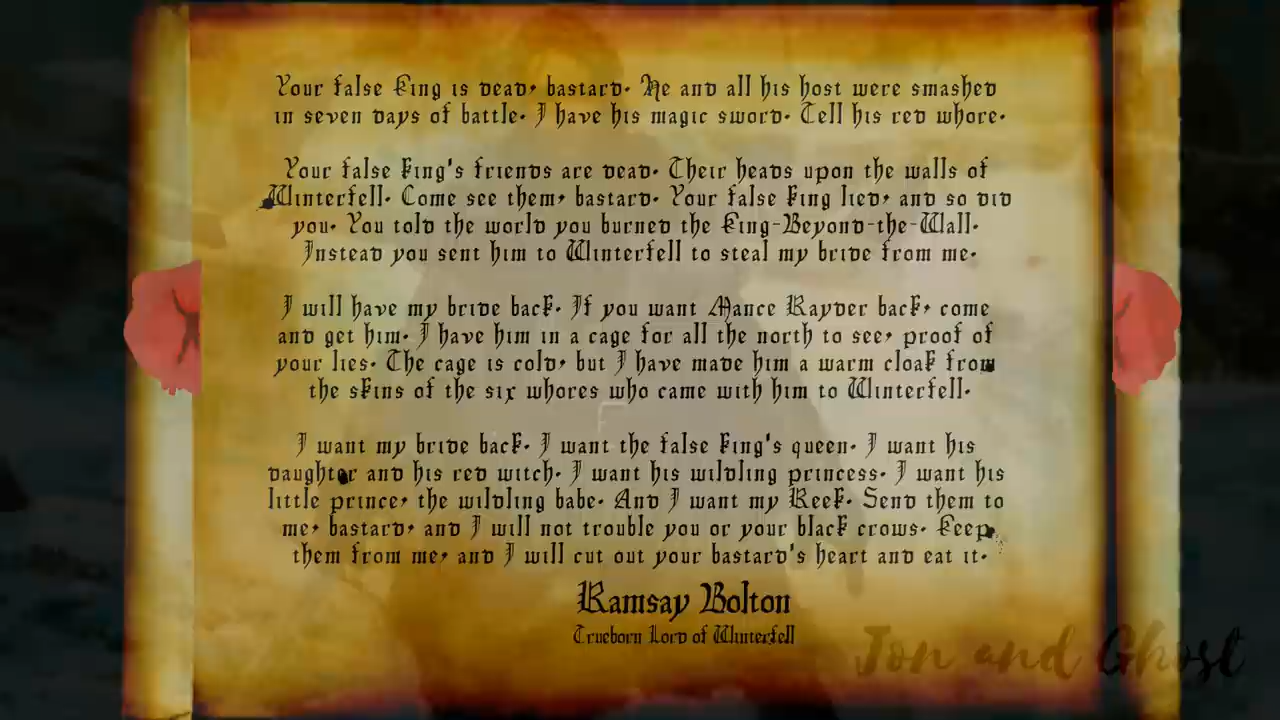 Your false king is dead, bastard. He and all his host were smashed
in seven days of battle. I have his magic sword. Tell his red whore.
Your false king's friends are dead. Their heads upon the walls of
Winterfell. Come see them, bastard. Your false king lied, and so did
you. You told the world you burned the King-Beyond-the-Wall.
Instead you sent him to Winterfell to steal my bride from me.
I will have my bride back. If you want Mance Rayder back, come
and get him. I have him in a cage for all the north to see, proof of
your lies. The cage is cold, but I have made him a warm cloak from
the skins of the six whores who came with him to Winterfell.
I want my bride back. I want the false king's queen. I want his
daughter and his red witch. I want his wildling princess. I want his
little prince, the wildling babe. And I want my Reek. Send them to
me, bastard, and I will not trouble you or your black crows. Keep
them from me, and I will cut out your bastard's heart and eat it.
Ramsay Bolton
Trueborn Lord of Winterfell
Jon and Ghost